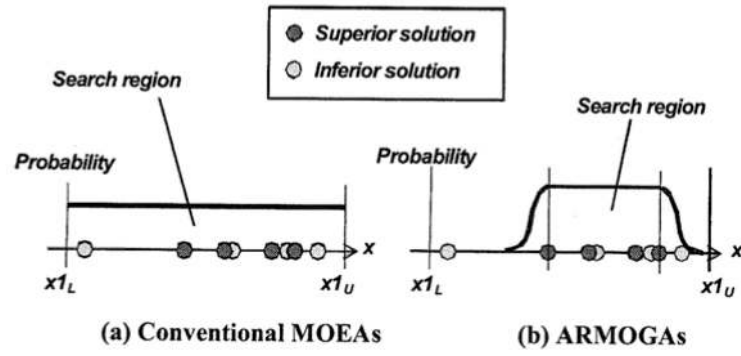 Superior solution
Inferior solution
Search region
Probability
x
x1L
x1U
(a) Conventional MOEAs
Search region
Probability
x
x1L
x1U
(b) ARMOGAs